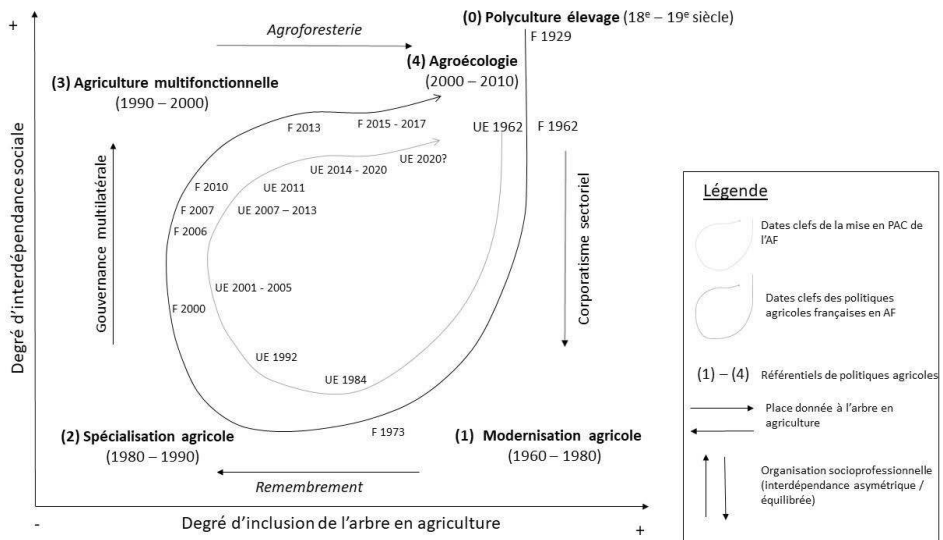 +
(0) Polyculture élevage (18e – 19e siècle)
F 1929
Agroforesterie
(4) Agroécologie
(2000 – 2010)
(3) Agriculture multifonctionnelle
(1990 – 2000)
F 2013
F 2015 - 2017
UE 1962
F 1962
UE 2014 - 2020
UE 2020?
F 2010
UE 2011
F 2007
UE 2007 – 2013
F 2006
UE 2001 - 2005
F 2000
UE 1992
UE 1984
F 1973
Degré d'interdépendance sociale
Gouvernance multilatérale
Corporatisme sectoriel
(2) Spécialisation agricole
(1980 – 1990)
(1) Modernisation agricole
(1960 – 1980)
Remembrement
-
Degré d'inclusion de l'arbre en agriculture
+
Légende
Dates clefs de la mise en PAC de
l'AF
Dates clefs des politiques
agricoles françaises en AF
(1) – (4) Référentiels de politiques agricoles
Place donnée à l'arbre en
agriculture
Organisation socioprofessionnelle
(interdépendance asymétrique /
équilibrée)